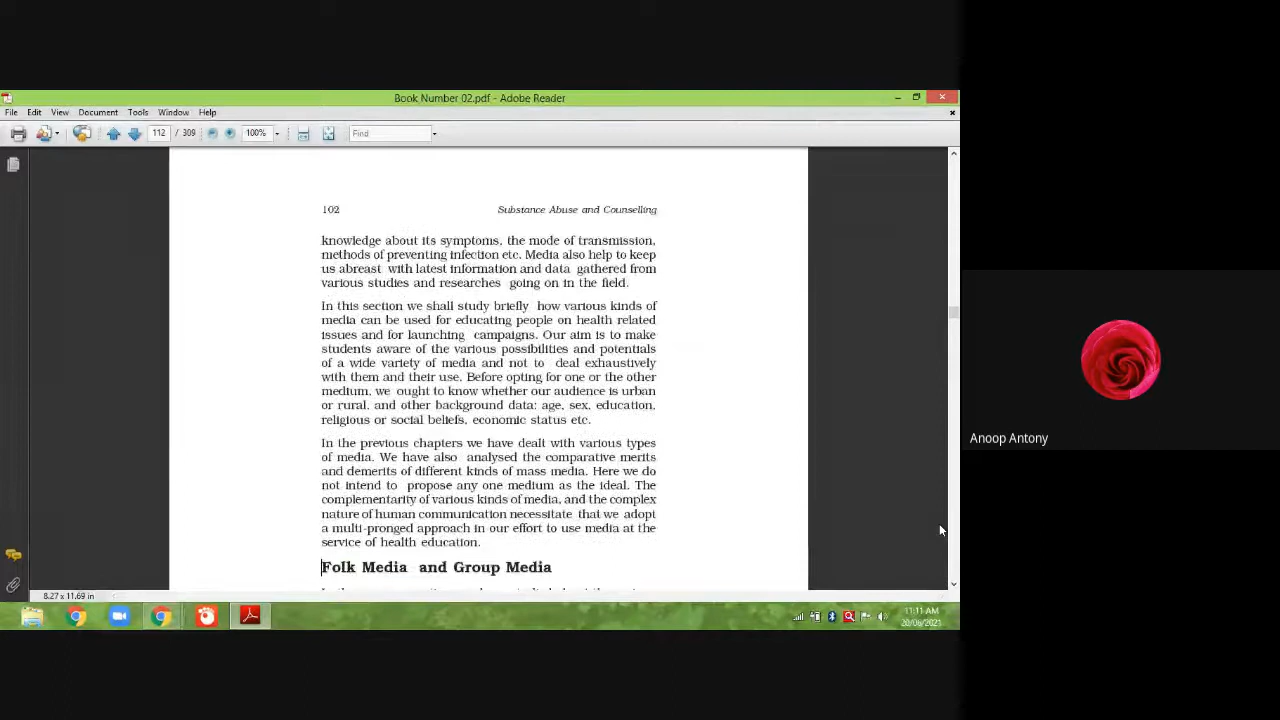 Book Number 02.pdf - Adobe Reader
File Edit View Document Tools Window Help
112 / 309 100% Find
102 Substance Abuse and Counselling
knowledge about its symptoms, the mode of transmission,
methods of preventing infection etc. Media also help to keep
us abreast with latest information and data gathered from
various studies and researches going on in the field.
In this section we shall study briefly how various kinds of
media can be used for educating people on health related
issues and for launching campaigns. Our aim is to make
students aware of the various possibilities and potentials
of a wide variety of media and not to deal exhaustively
with them and their use. Before opting for one or the other
medium, we ought to know whether our audience is urban
or rural, and other background data: age, sex, education,
religious or social beliefs, economic status etc.
In the previous chapters we have dealt with various types
of media. We have also analysed the comparative merits
and demerits of different kinds of mass media. Here we do
not intend to propose any one medium as the ideal. The
complementarity of various kinds of media, and the complex
nature of human communication necessitate that we adopt
a multi-pronged approach in our effort to use media at the
service of health education.
Folk Media and Group Media
8.27 x 11.69 in
11:11 AM
20/06/2021
Anoop Antony